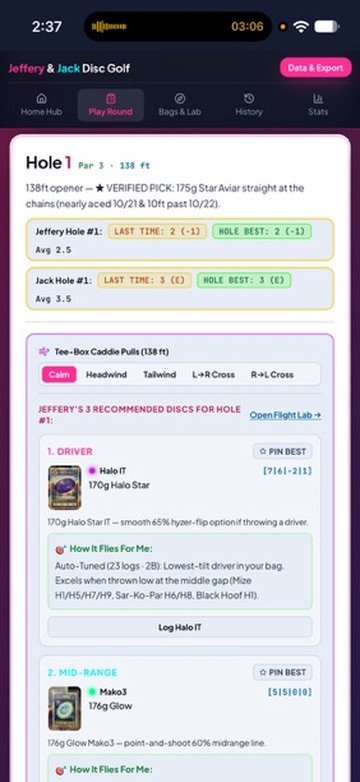 2:37
03:06
Jeffery & Jack Disc Golf
Data & Export
Home Hub
Play Round
Bags & Lab
History
Stats
Hole 1 Par 3 · 138 ft
138ft opener — ★ VERIFIED PICK: 175g Star Aviar straight at the
chains (nearly aced 10/21 & 10ft past 10/22).
Jeffery Hole #1: LAST TIME: 2 (-1) HOLE BEST: 2 (-1)
Avg 2.5
Jack Hole #1: LAST TIME: 3 (E) HOLE BEST: 3 (E)
Avg 3.5
Tee-Box Caddie Pulls (138 ft)
Calm Headwind Tailwind L→R Cross R→L Cross
JEFFERY'S 3 RECOMMENDED DISCS FOR HOLE
#1:
Open Flight Lab →
1. DRIVER
☆ PIN BEST
Halo IT
[7|6|-2|1]
170g Halo Star
170g Halo Star IT — smooth 65% hyzer-flip option if throwing a driver.
🎯 How It Flies For Me:
Auto-Tuned (23 logs · 2B): Lowest-tilt driver in your bag.
Excels when thrown low at the middle gap (Mize
H1/H5/H7/H9, Sar-Ko-Par H6/H8, Black Hoof H1).
Log Halo IT
2. MID-RANGE
☆ PIN BEST
Mako3
[5|5|0|0]
176g Glow
176g Glow Mako3 — point-and-shoot 60% midrange line.
🎯 How It Flies For Me: